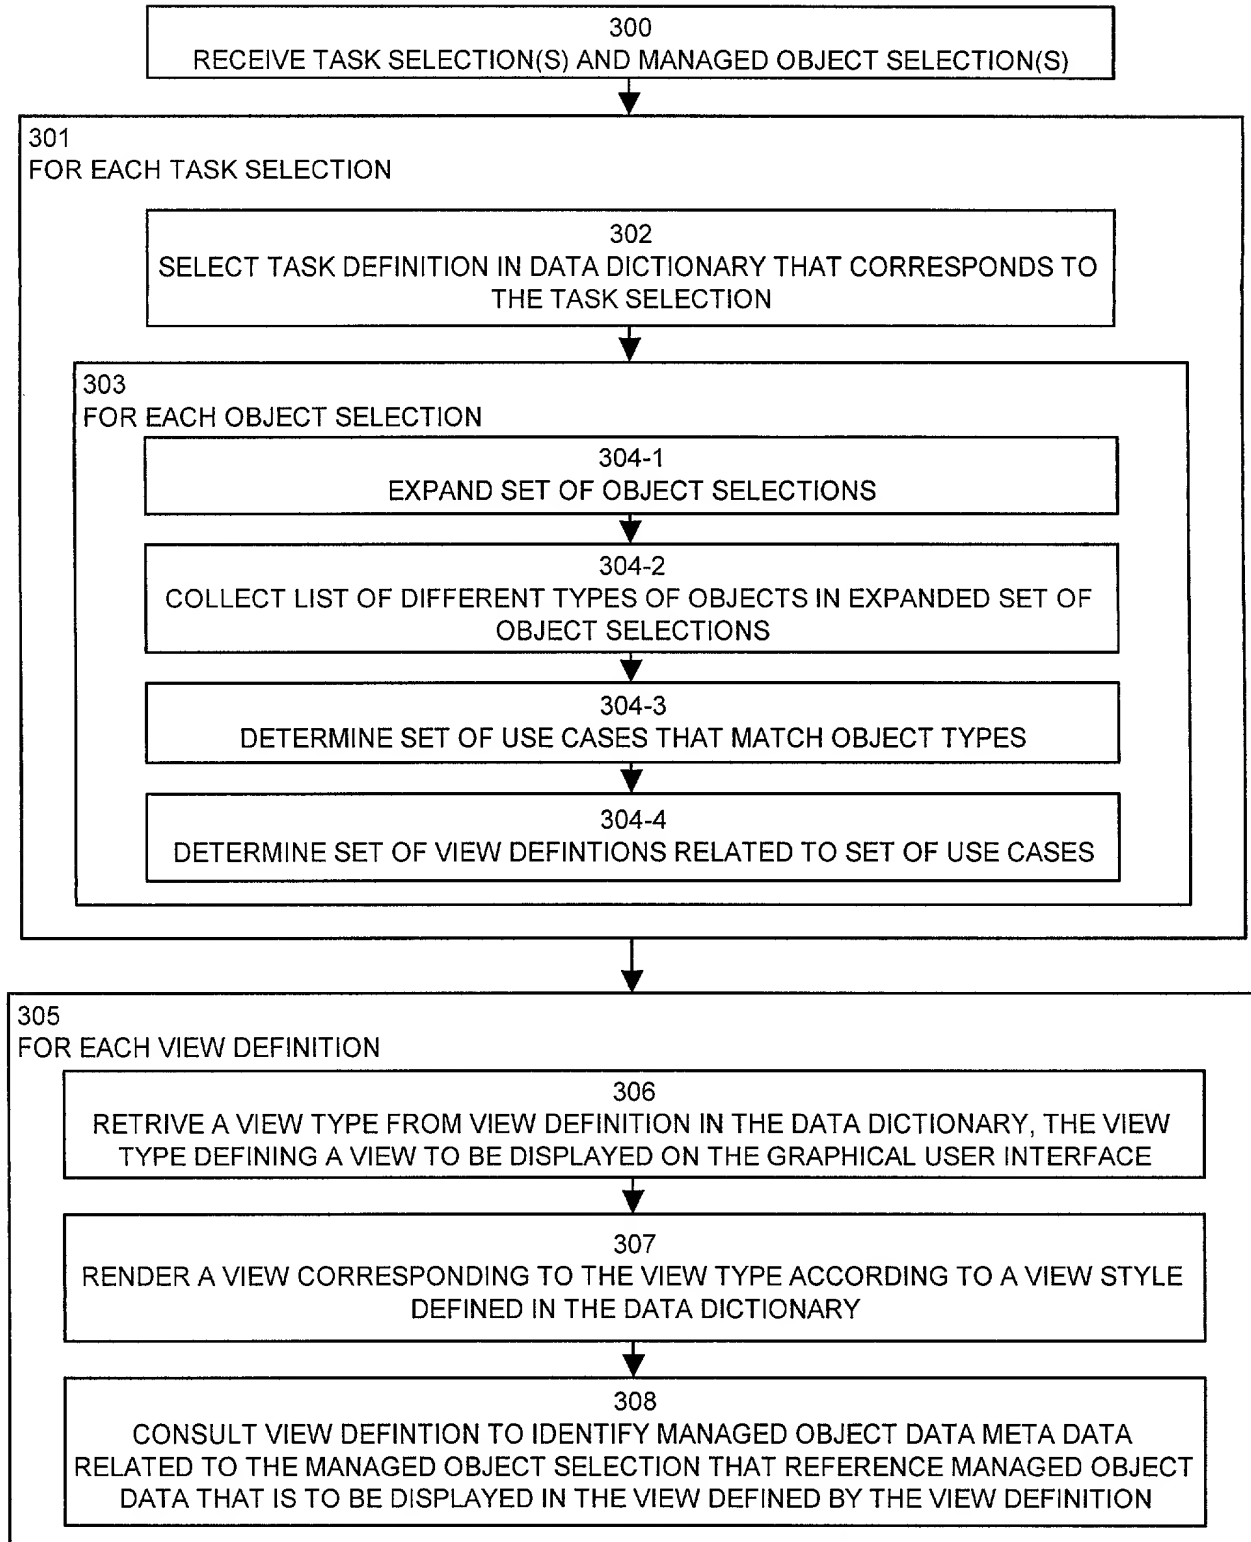 300
RECEIVE TASK SELECTION(S) AND MANAGED OBJECT SELECTION(S)
301
FOR EACH TASK SELECTION
302
SELECT TASK DEFINITION IN DATA DICTIONARY THAT CORRESPONDS TO
THE TASK SELECTION
303
FOR EACH OBJECT SELECTION
304-1
EXPAND SET OF OBJECT SELECTIONS
304-2
COLLECT LIST OF DIFFERENT TYPES OF OBJECTS IN EXPANDED SET OF
OBJECT SELECTIONS
304-3
DETERMINE SET OF USE CASES THAT MATCH OBJECT TYPES
304-4
DETERMINE SET OF VIEW DEFINTIONS RELATED TO SET OF USE CASES
305
FOR EACH VIEW DEFINITION
306
RETRIVE A VIEW TYPE FROM VIEW DEFINITION IN THE DATA DICTIONARY, THE VIEW
TYPE DEFINING A VIEW TO BE DISPLAYED ON THE GRAPHICAL USER INTERFACE
307
RENDER A VIEW CORRESPONDING TO THE VIEW TYPE ACCORDING TO A VIEW STYLE
DEFINED IN THE DATA DICTIONARY
308
CONSULT VIEW DEFINTION TO IDENTIFY MANAGED OBJECT DATA META DATA
RELATED TO THE MANAGED OBJECT SELECTION THAT REFERENCE MANAGED OBJECT
DATA THAT IS TO BE DISPLAYED IN THE VIEW DEFINED BY THE VIEW DEFINITION